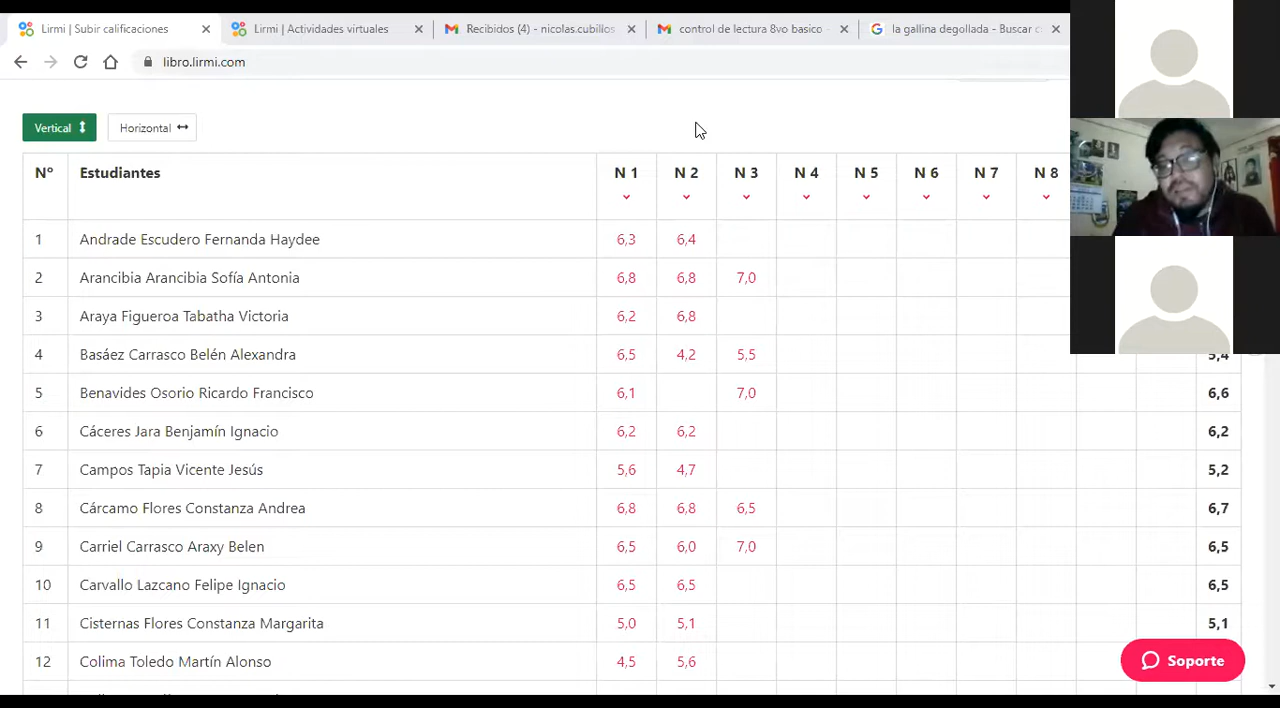 Lirmi | Subir calificaciones
Lirmi | Actividades virtuales
Recibidos (4) - nicolas.cubillos
control de lectura 8vo basico -
la gallina degollada - Buscar c
libro.lirmi.com
Vertical Horizontal
Nº Estudiantes N 1 N 2 N 3 N 4 N 5 N 6 N 7 N 8
1 Andrade Escudero Fernanda Haydee 6,3 6,4
2 Arancibia Arancibia Sofía Antonia 6,8 6,8 7,0
3 Araya Figueroa Tabatha Victoria 6,2 6,8
4 Basáez Carrasco Belén Alexandra 6,5 4,2 5,5 5,4
5 Benavides Osorio Ricardo Francisco 6,1 7,0 6,6
6 Cáceres Jara Benjamín Ignacio 6,2 6,2 6,2
7 Campos Tapia Vicente Jesús 5,6 4,7 5,2
8 Cárcamo Flores Constanza Andrea 6,8 6,8 6,5 6,7
9 Carriel Carrasco Araxy Belen 6,5 6,0 7,0 6,5
10 Carvallo Lazcano Felipe Ignacio 6,5 6,5 6,5
11 Cisternas Flores Constanza Margarita 5,0 5,1 5,1
12 Colima Toledo Martín Alonso 4,5 5,6
Soporte